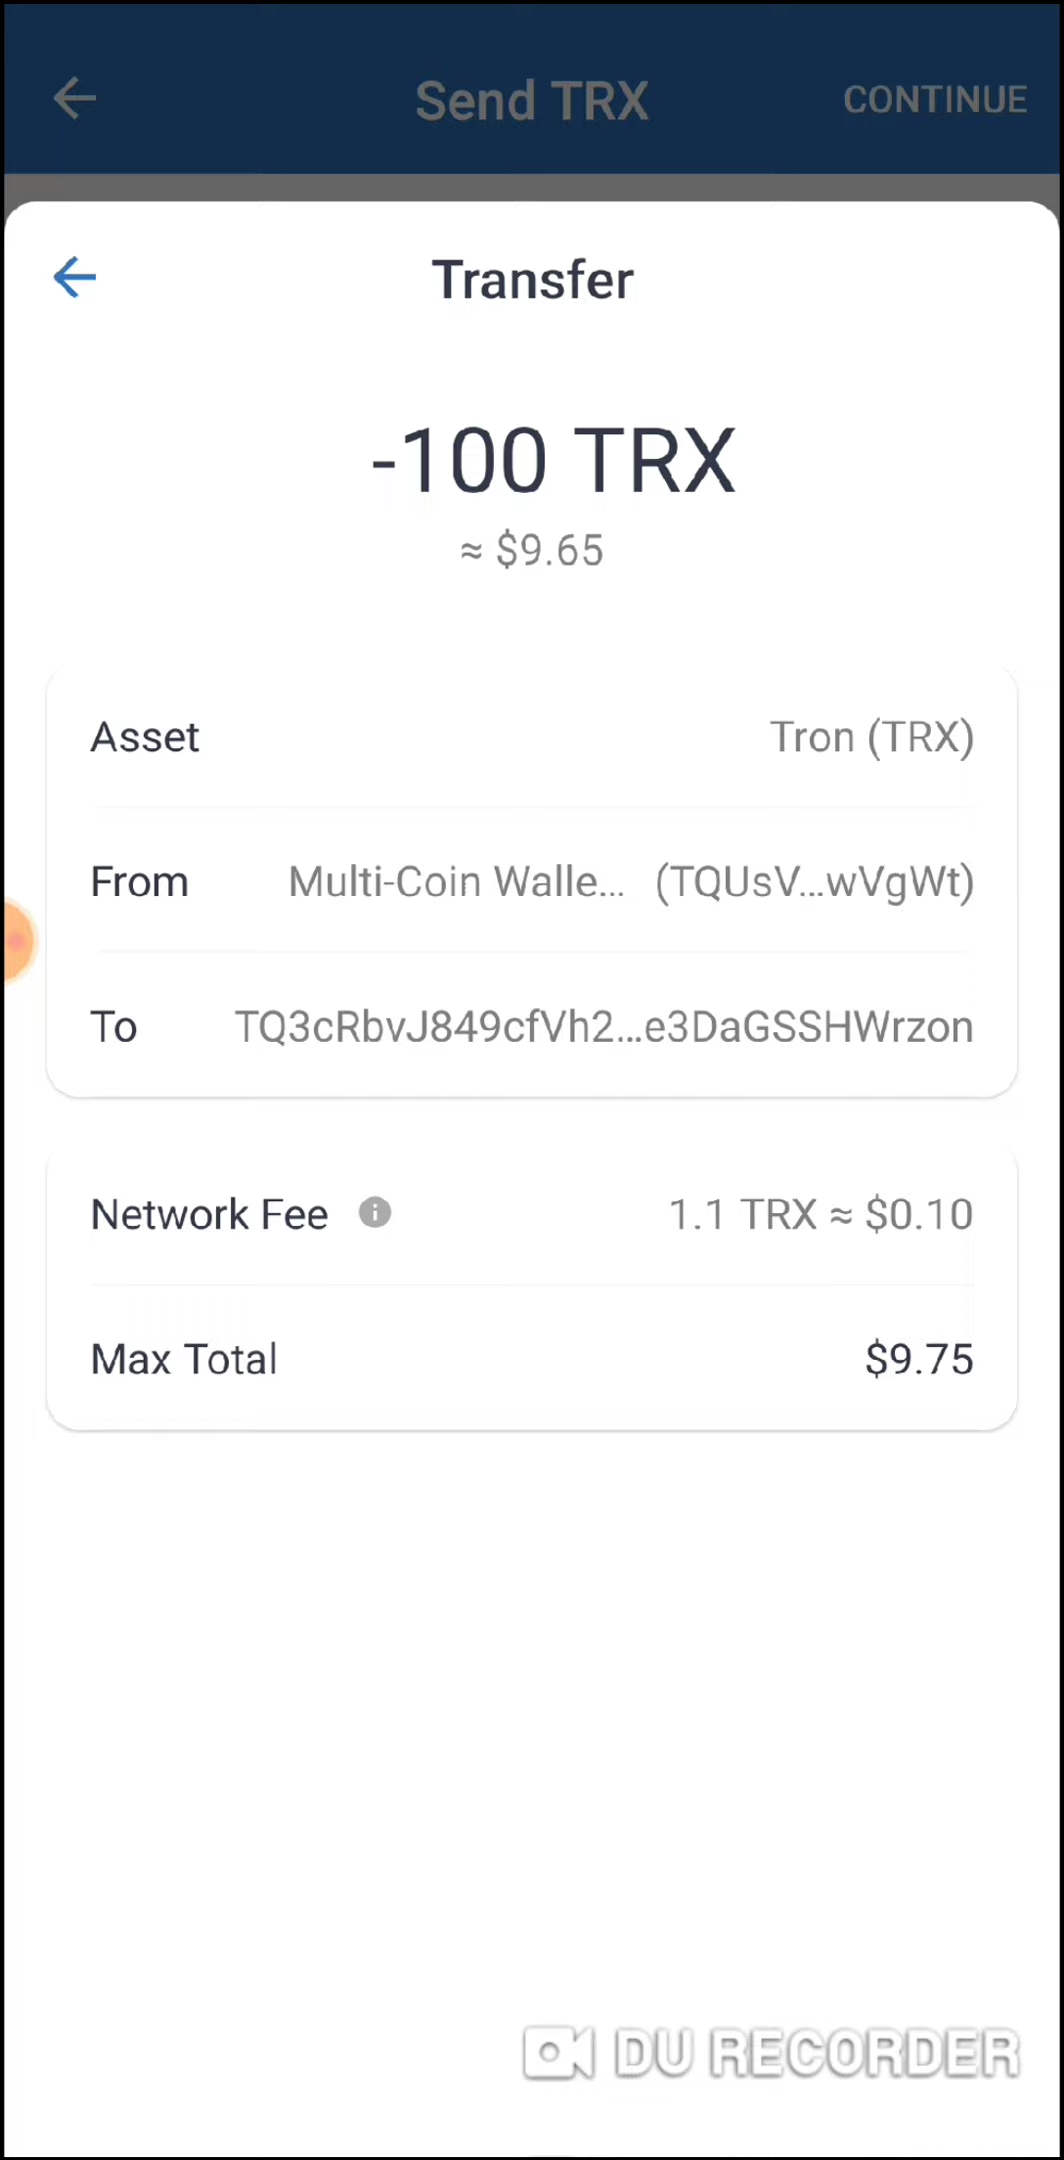 Send TRX
CONTINUE
Transfer
-100 TRX
≈ $9.65
Asset Tron (TRX)
From Multi-Coin Walle... (TQUsV...wVgWt)
To TQ3cRbvJ849cfVh2...e3DaGSSHWrzon
Network Fee i 1.1 TRX ≈ $0.10
Max Total $9.75
DU RECORDER